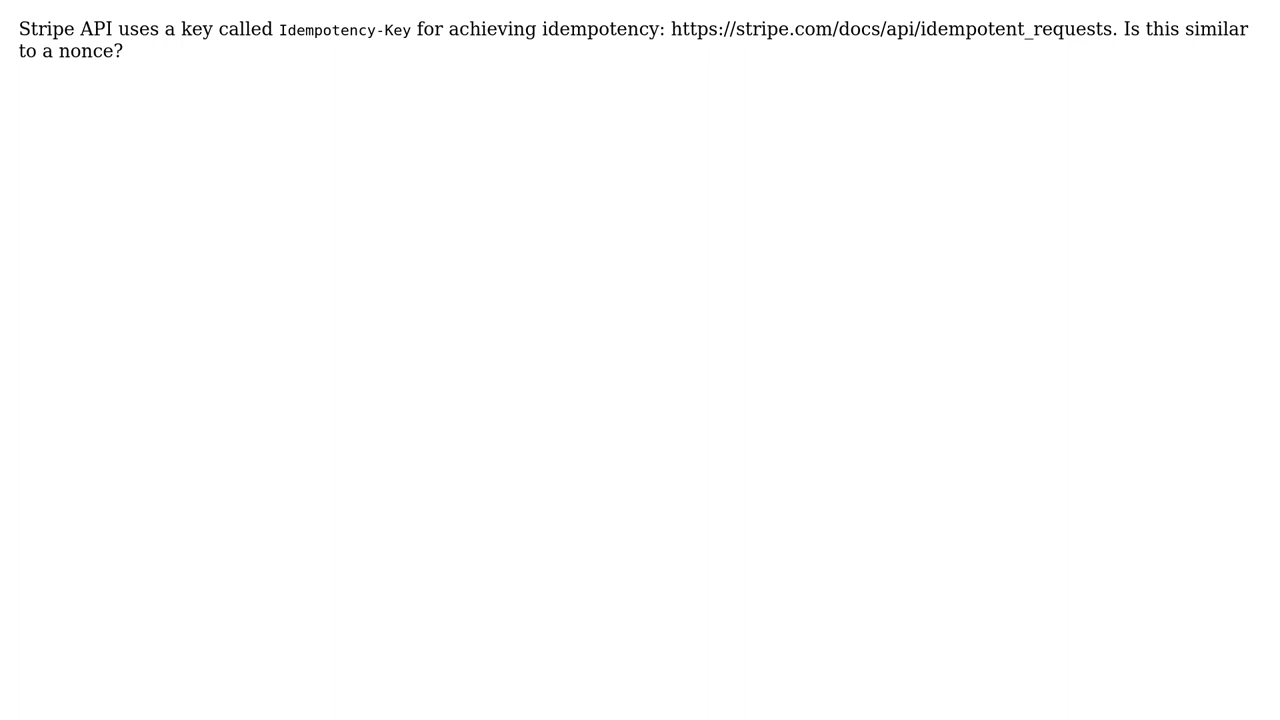 Stripe API uses a key called Idempotency-Key for achieving idempotency: https://stripe.com/docs/api/idempotent_requests. Is this similar
to a nonce?